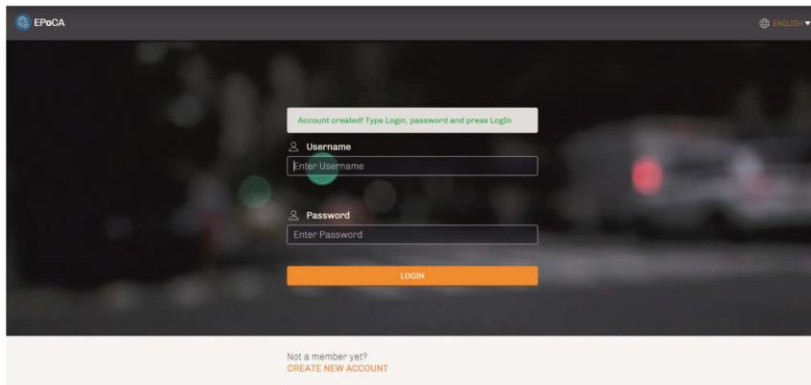 EPoCA
ENGLISH
Account created! Type Login, password and press LogIn
Username
Enter Username
Password
Enter Password
LOGIN
Not a member yet?
CREATE NEW ACCOUNT